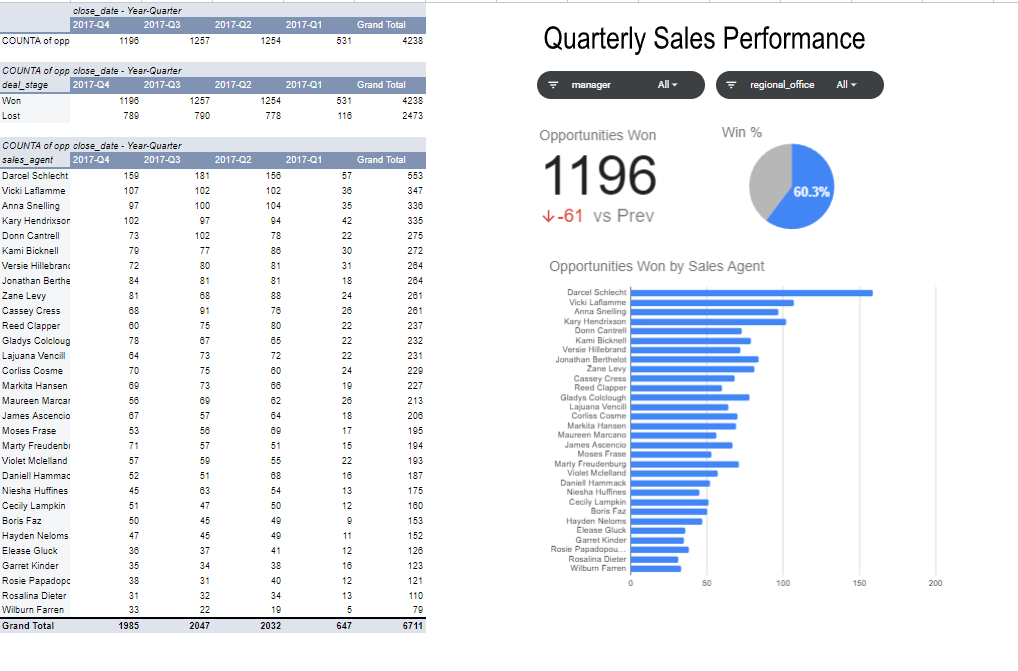 close_date - Year-Quarter
2017-Q4 2017-Q3 2017-Q2 2017-Q1 Grand Total
COUNTA of opp 1196 1257 1254 531 4238
COUNTA of opp close_date - Year-Quarter
deal_stage 2017-Q4 2017-Q3 2017-Q2 2017-Q1 Grand Total
Won 1196 1257 1254 531 4238
Lost 789 790 778 116 2473
COUNTA of opp close_date - Year-Quarter
sales_agent 2017-Q4 2017-Q3 2017-Q2 2017-Q1 Grand Total
Darcel Schlecht 159 181 156 57 553
Vicki Laflamme 107 102 102 36 347
Anna Snelling 97 100 104 35 336
Kary Hendrixson 102 97 94 42 335
Donn Cantrell 73 102 78 22 275
Kami Bicknell 79 77 86 30 272
Versie Hillebranc 72 80 81 31 264
Jonathan Berthe 84 81 81 18 264
Zane Levy 81 68 88 24 261
Cassey Cress 68 91 76 26 261
Reed Clapper 60 75 80 22 237
Gladys Colcloug 78 67 65 22 232
Lajuana Vencill 64 73 72 22 231
Corliss Cosme 70 75 60 24 229
Markita Hansen 69 73 66 19 227
Maureen Marcar 56 69 62 26 213
James Ascencio 67 57 64 18 206
Moses Frase 53 56 69 17 195
Marty Freudenbu 71 57 51 15 194
Violet Mclelland 57 59 55 22 193
Daniell Hammac 52 51 68 16 187
Niesha Huffines 45 63 54 13 175
Cecily Lampkin 51 47 50 12 160
Boris Faz 50 45 49 9 153
Hayden Neloms 47 45 49 11 152
Elease Gluck 36 37 41 12 126
Garret Kinder 35 34 38 16 123
Rosie Papadopc 38 31 40 12 121
Rosalina Dieter 31 32 34 13 110
Wilburn Farren 33 22 19 5 79
Grand Total 1985 2047 2032 647 6711
Quarterly Sales Performance
manager All
regional_office All
Opportunities Won
1196
-61 vs Prev
Win %
60.3%
Opportunities Won by Sales Agent
Darcel Schlecht
Vicki Laflamme
Anna Snelling
Kary Hendrixson
Donn Cantrell
Kami Bicknell
Versie Hillebrand
Jonathan Berthelot
Zane Levy
Cassey Cress
Reed Clapper
Gladys Colclough
Lajuana Vencill
Corliss Cosme
Markita Hansen
Maureen Marcano
James Ascencio
Moses Frase
Marty Freudenburg
Violet Mclelland
Daniell Hammack
Niesha Huffines
Cecily Lampkin
Boris Faz
Hayden Neloms
Elease Gluck
Garret Kinder
Rosie Papadopou...
Rosalina Dieter
Wilburn Farren
0 50 100 150 200